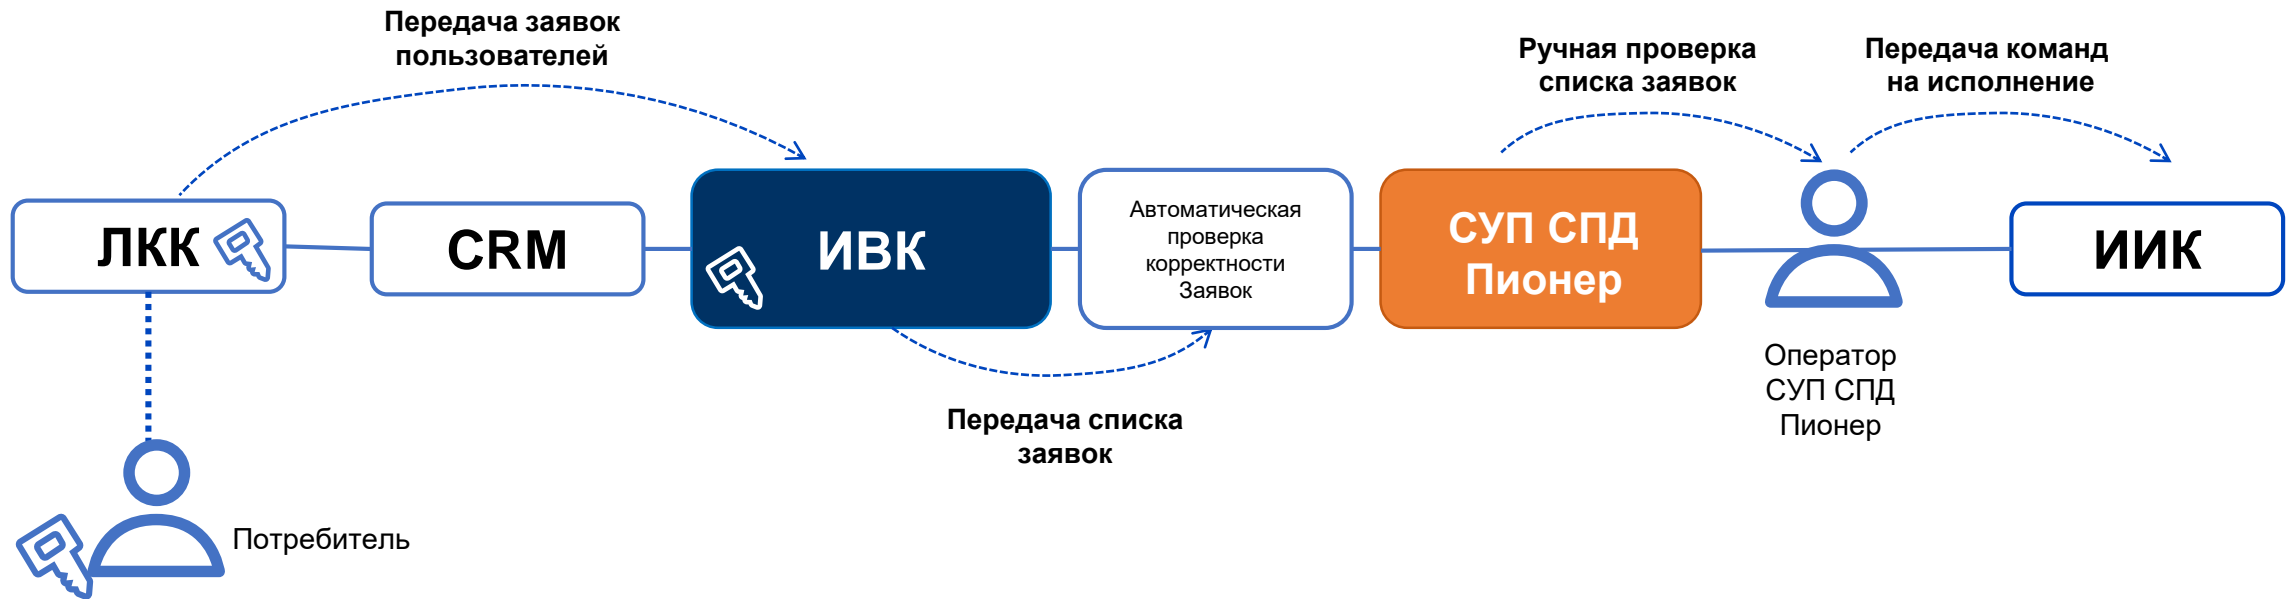 Передача заявок
пользователей
Ручная проверка
списка заявок
Передача команд
на исполнение
ЛКК
CRM
ИВК
Автоматическая
проверка
корректности
Заявок
СУП СПД
Пионер
ИИК
Оператор
СУП СПД
Пионер
Передача списка
заявок
Потребитель